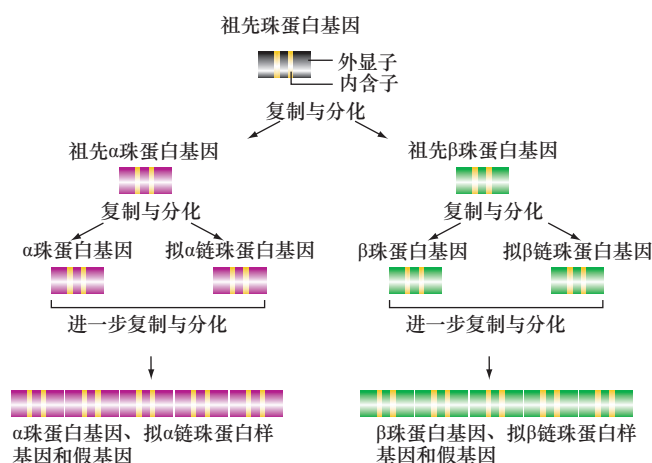 祖先珠蛋白基因
外显子
内含子
复制与分化
祖先α珠蛋白基因
祖先β珠蛋白基因
复制与分化
复制与分化
α珠蛋白基因
拟α链珠蛋白基因
β珠蛋白基因
拟β链珠蛋白基因
进一步复制与分化
进一步复制与分化
α珠蛋白基因、拟α链珠蛋白样
基因和假基因
β珠蛋白基因、拟β链珠蛋白样
基因和假基因